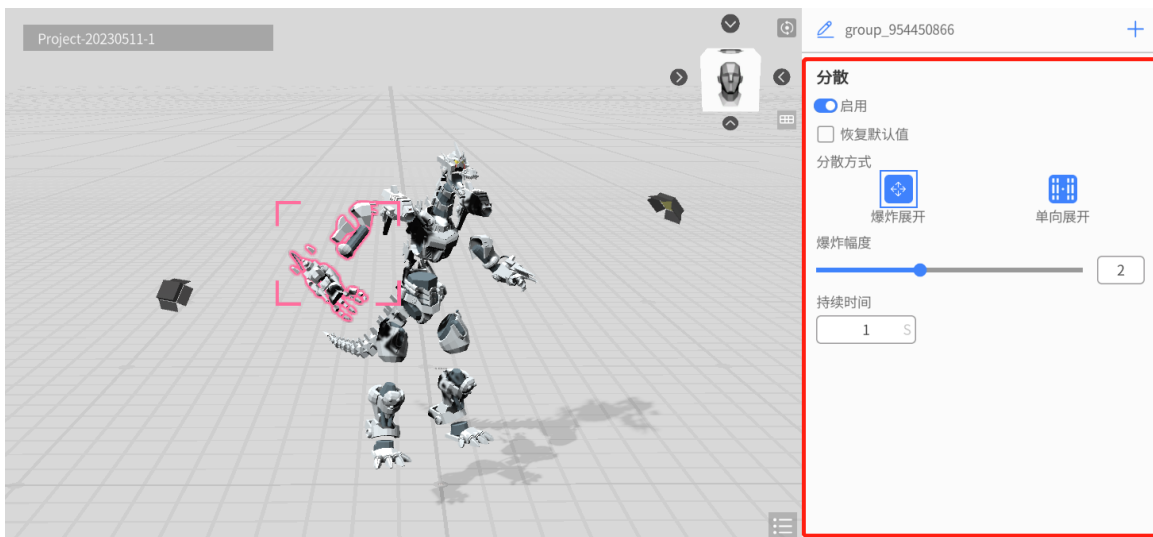 Project-20230511-1
group_954450866
分散
启用
恢复默认值
分散方式
爆炸展开 单向展开
爆炸幅度
2
持续时间
1 S